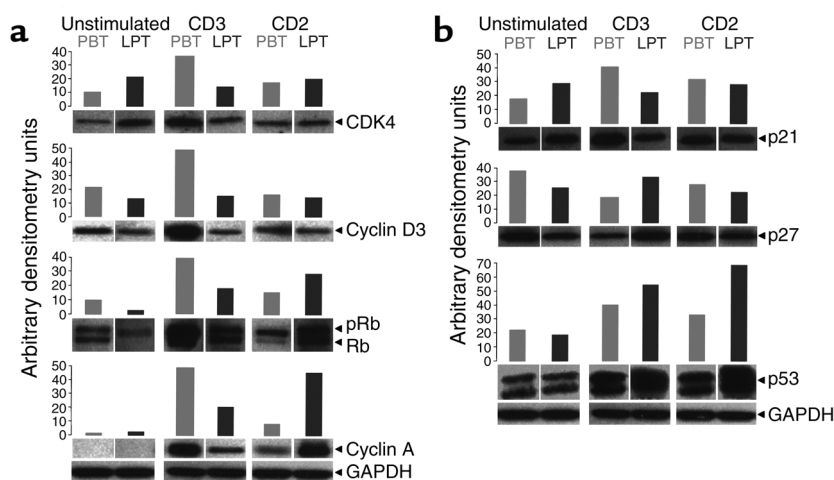 a
Unstimulated CD3 CD2
PBT LPT PBT LPT PBT LPT
Arbitrary densitometry units
40
30
20
10
0
CDK4
50
40
30
20
10
0
Cyclin D3
40
30
20
10
0
pRb
Rb
50
40
30
20
10
0
Cyclin A
GAPDH
b
Unstimulated CD3 CD2
PBT LPT PBT LPT PBT LPT
Arbitrary densitometry units
50
40
30
20
10
0
p21
40
30
20
10
0
p27
70
60
50
40
30
20
10
0
p53
GAPDH